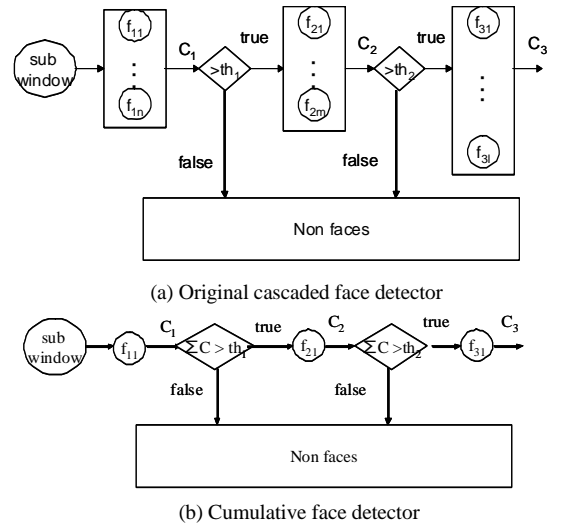 f11
f21
f31
C1
true
C2
true
C3
sub
window
>th1
>th2
f1n
f2m
f3l
false
false
Non faces
(a) Original cascaded face detector
sub
window
f11
C1
∑C > th1
true
f21
C2
∑C >th2
true
f31
C3
false
false
Non faces
(b) Cumulative face detector